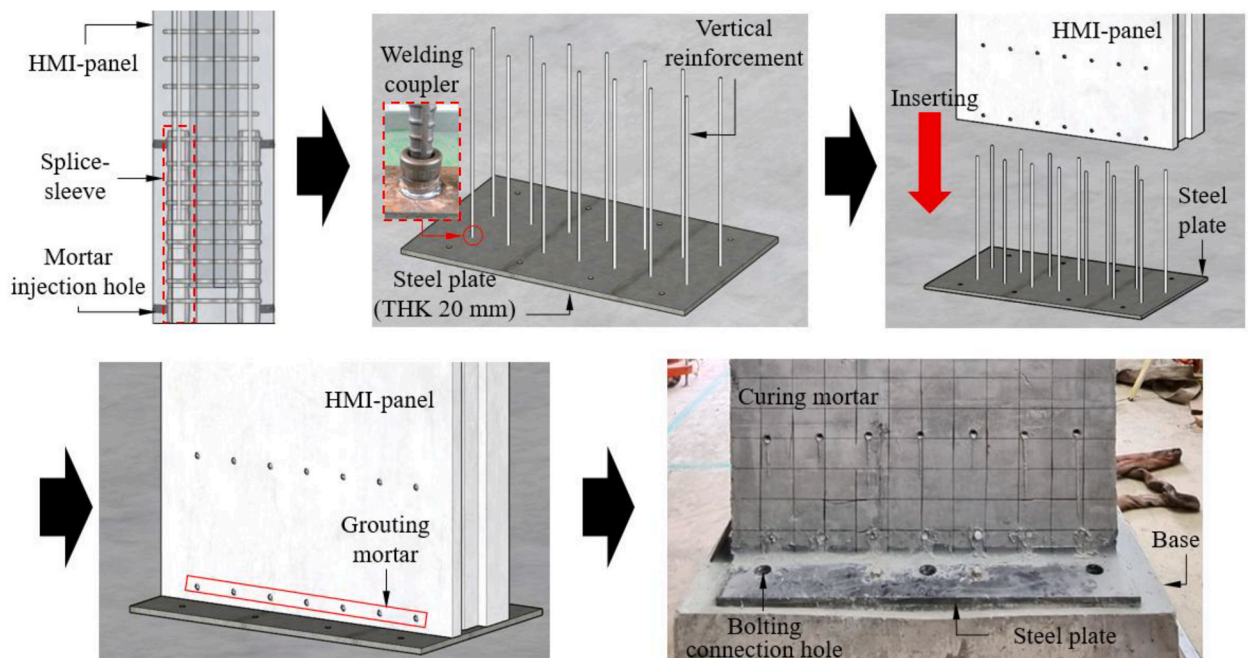 HMI-panel
Splice-
sleeve
Mortar
injection hole
Welding
coupler
Vertical
reinforcement
Steel plate
(THK 20 mm)
HMI-panel
Inserting
Steel
plate
HMI-panel
Grouting
mortar
Curing mortar
Base
Bolting
connection hole
Steel plate